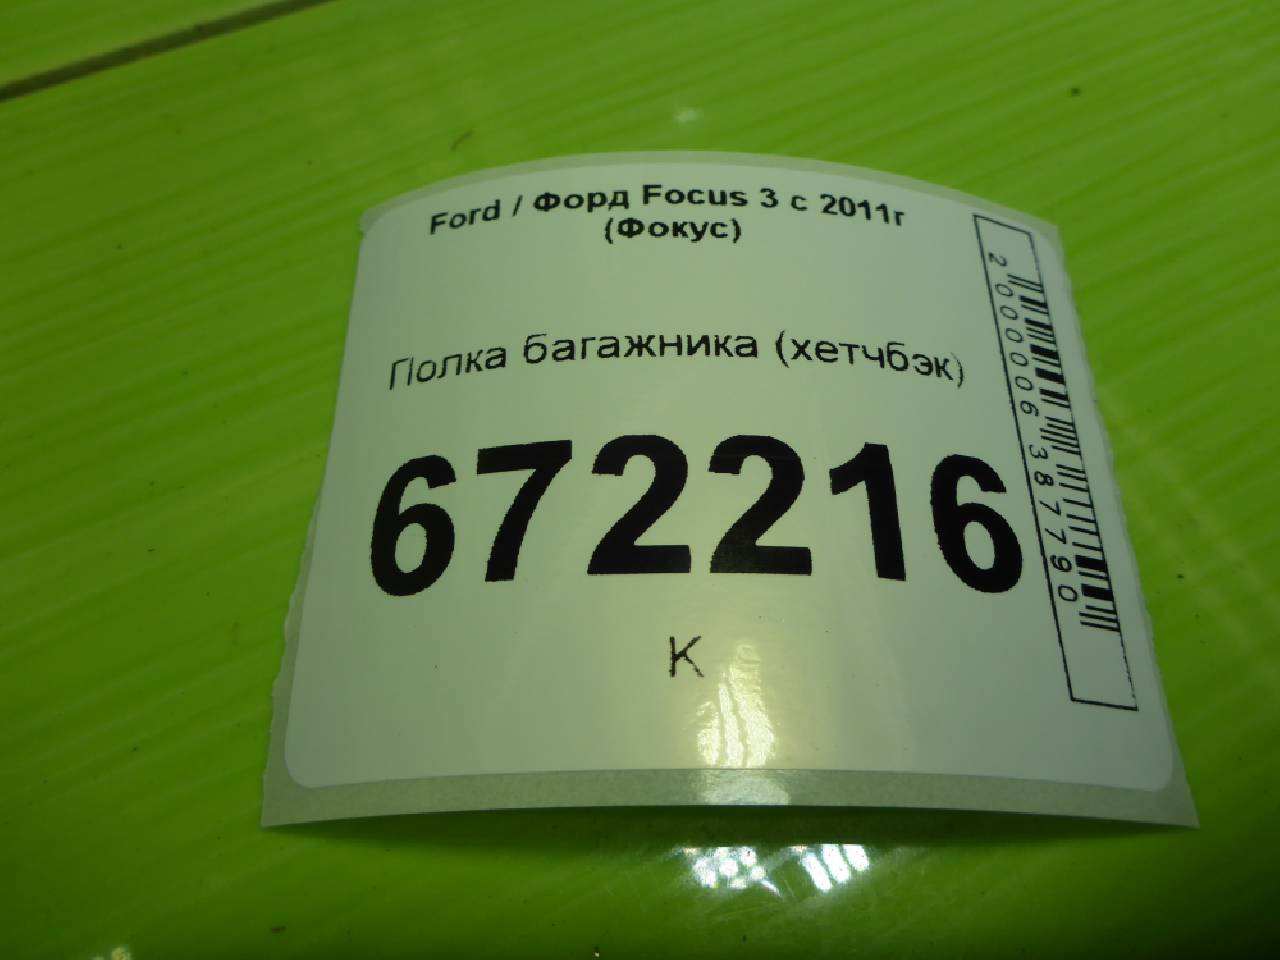 Ford / Форд Focus 3 с 2011г
(Фокус)
Полка багажника (хетчбэк)
672216
К
2000006387790